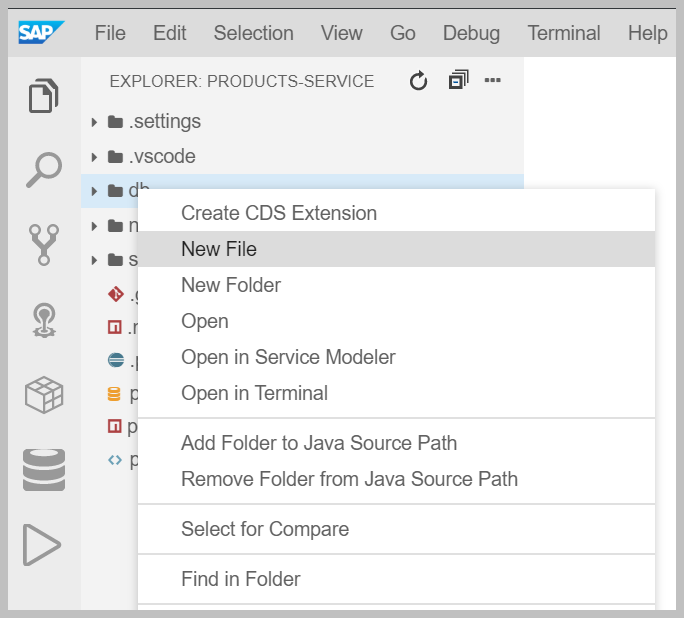 SAP File Edit Selection View Go Debug Terminal Help
EXPLORER: PRODUCTS-SERVICE
.settings
.vscode
Create CDS Extension
New File
New Folder
Open
Open in Service Modeler
Open in Terminal
Add Folder to Java Source Path
Remove Folder from Java Source Path
Select for Compare
Find in Folder